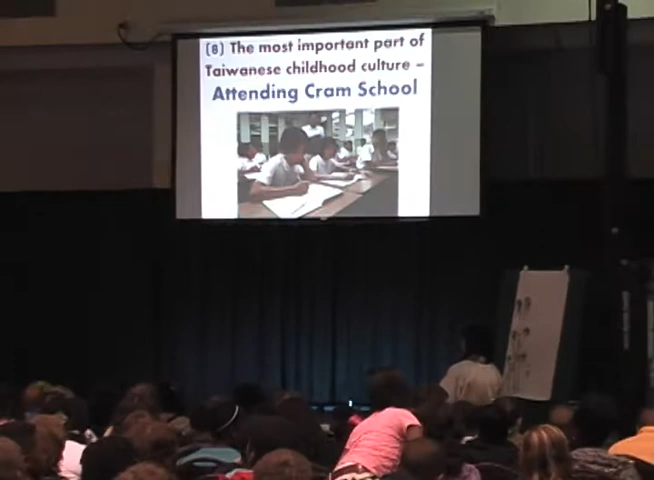 (8) The most important part of
Taiwanese childhood culture –
Attending Cram School